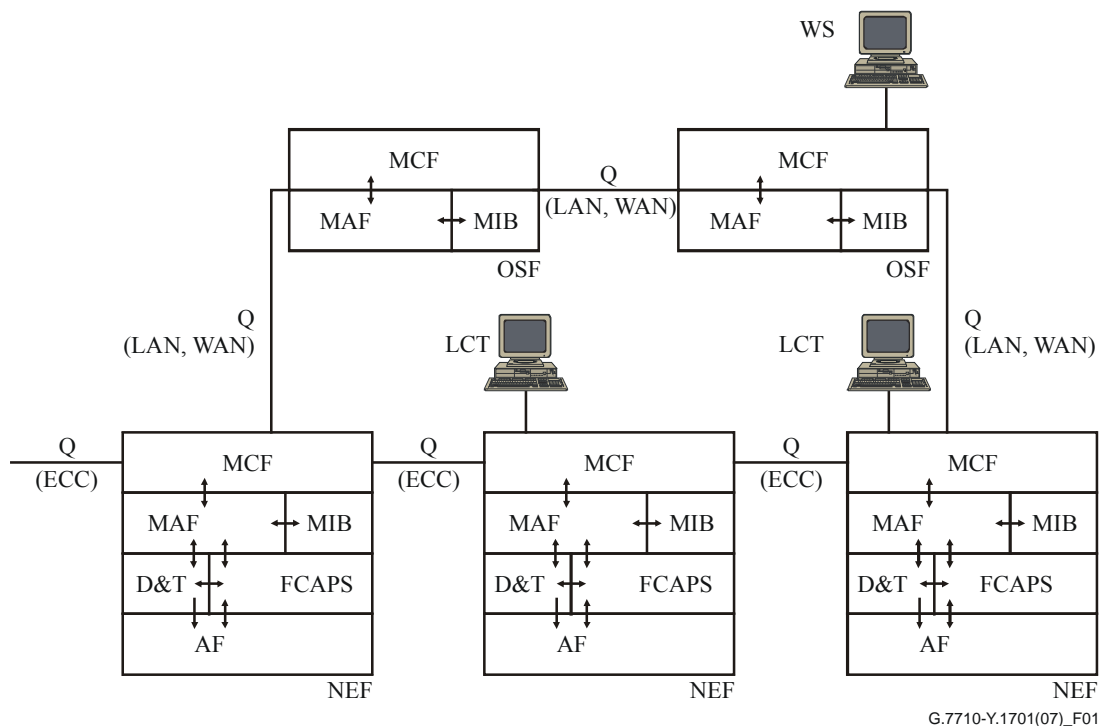 WS
MCF
MAF
MIB
OSF
Q
(LAN, WAN)
MCF
MAF
MIB
OSF
Q
(LAN, WAN)
LCT
LCT
Q
(LAN, WAN)
Q
(ECC)
MCF
MAF
MIB
D&T
FCAPS
AF
NEF
Q
(ECC)
MCF
MAF
MIB
D&T
FCAPS
AF
NEF
Q
(ECC)
MCF
MAF
MIB
D&T
FCAPS
AF
NEF
G.7710-Y.1701(07)_F01